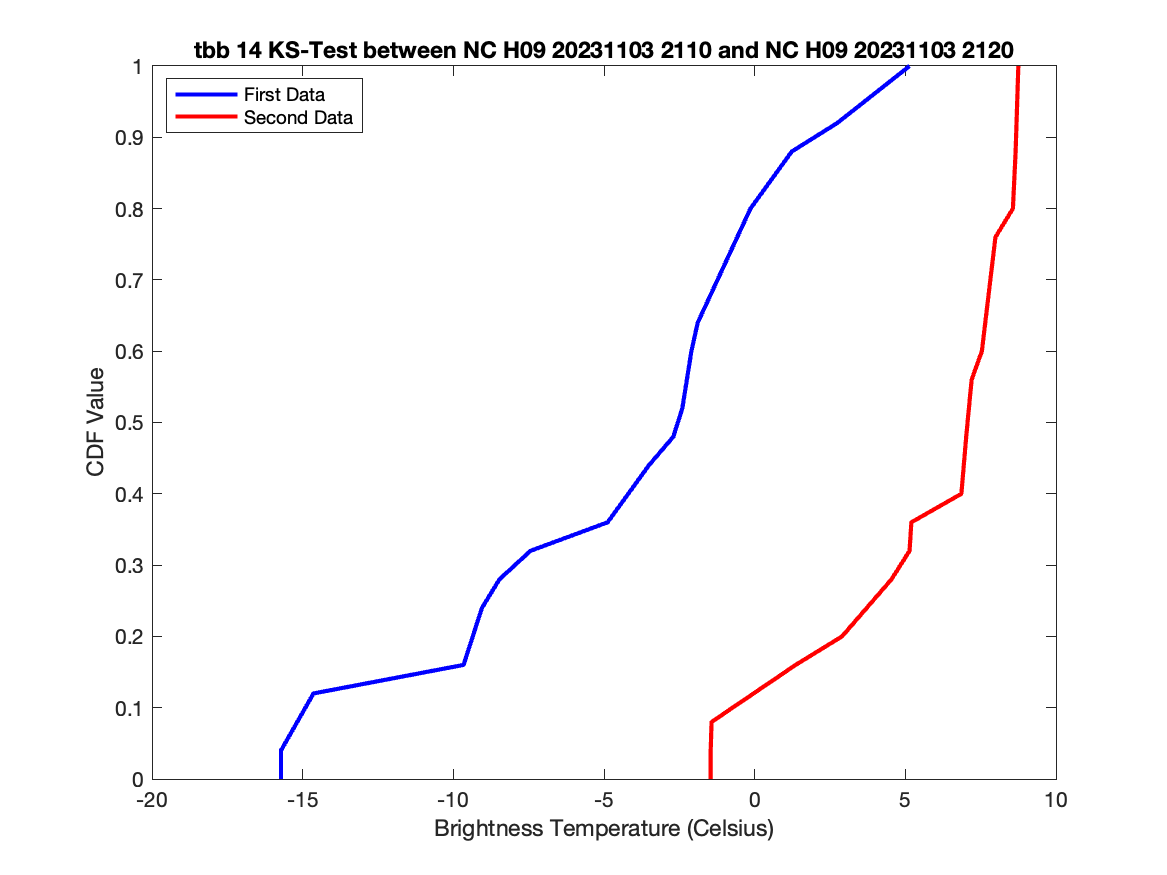 tbb 14 KS-Test between NC H09 20231103 2110 and NC H09 20231103 2120
First Data
Second Data
1
0.9
0.8
0.7
0.6
0.5
0.4
0.3
0.2
0.1
0
CDF Value
-20 -15 -10 -5 0 5 10
Brightness Temperature (Celsius)